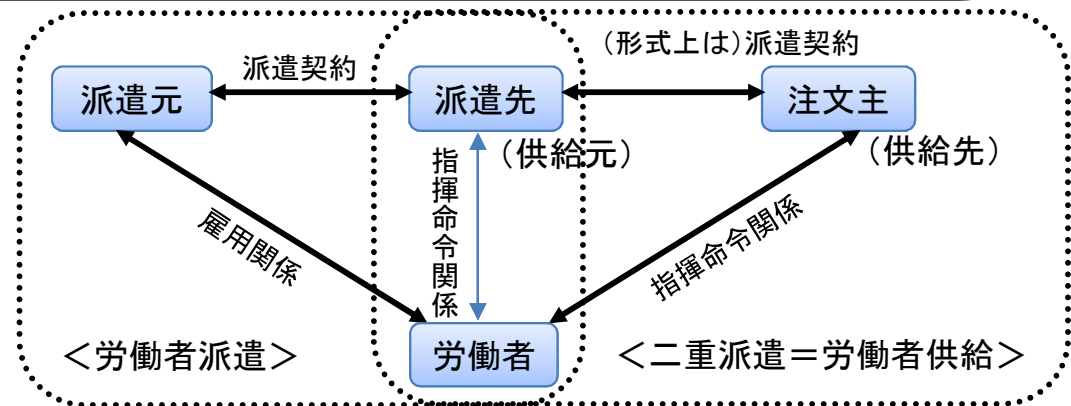 (形式上は)派遣契約
派遣契約
派遣元
派遣先
注文主
(供給元)
(供給先)
指揮命令関係
雇用関係
指揮命令関係
<労働者派遣>
労働者
<二重派遣=労働者供給>